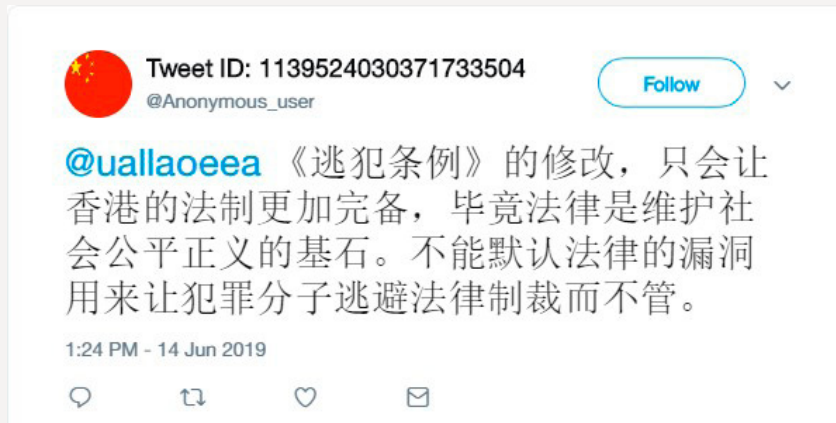 Tweet ID: 1139524030371733504
@Anonymous_user
Follow
@uallaoeea 《逃犯条例》的修改，只会让
香港的法制更加完备，毕竟法律是维护社
会公平正义的基石。不能默认法律的漏洞
用来让犯罪分子逃避法律制裁而不管。
1:24 PM - 14 Jun 2019